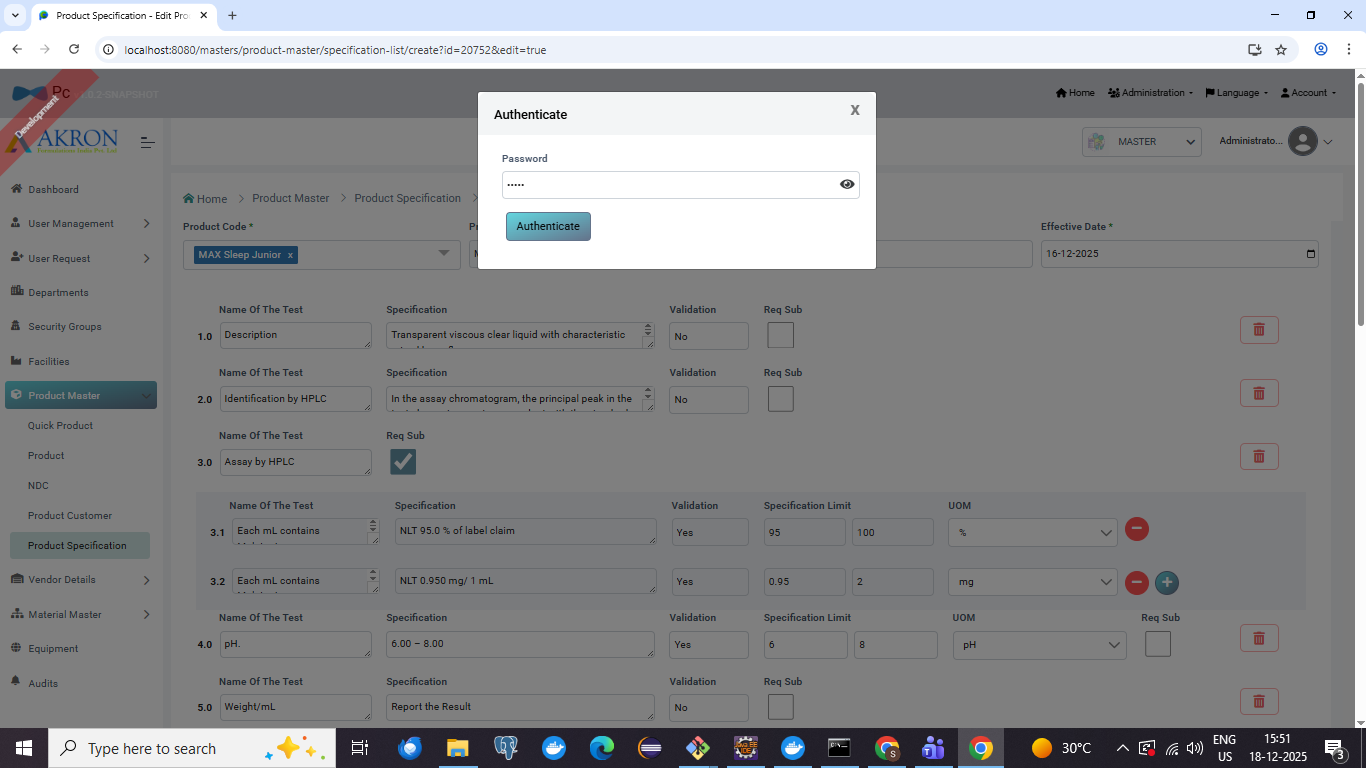 Product Specification - Edit Pro
localhost:8080/masters/product-master/specification-list/create?id=20752&edit=true
Pc
.0.2-SNAPSHOT
Development
Home
Administration
Language
Account
Authenticate
X
Password
•••••
Authenticate
AKRON
MASTER
Administrato...
Dashboard
User Management
User Request
Departments
Security Groups
Facilities
Product Master
Quick Product
Product
NDC
Product Customer
Product Specification
Vendor Details
Material Master
Equipment
Audits
Home > Product Master > Product Specification >
Product Code *
Effective Date *
MAX Sleep Junior x
16-12-2025
Name Of The Test Specification Validation Req Sub
1.0 Description Transparent viscous clear liquid with characteristic No
Name Of The Test Specification Validation Req Sub
2.0 Identification by HPLC In the assay chromatogram, the principal peak in the No
Name Of The Test Req Sub
3.0 Assay by HPLC
Name Of The Test Specification Validation Specification Limit UOM
3.1 Each mL contains NLT 95.0 % of label claim Yes 95 100 %
3.2 Each mL contains NLT 0.950 mg/ 1 mL Yes 0.95 2 mg
Name Of The Test Specification Validation Specification Limit UOM Req Sub
4.0 pH. 6.00 – 8.00 Yes 6 8 pH
Name Of The Test Specification Validation Req Sub
5.0 Weight/mL Report the Result No
Type here to search
30°C
ENG
US
15:51
18-12-2025
3